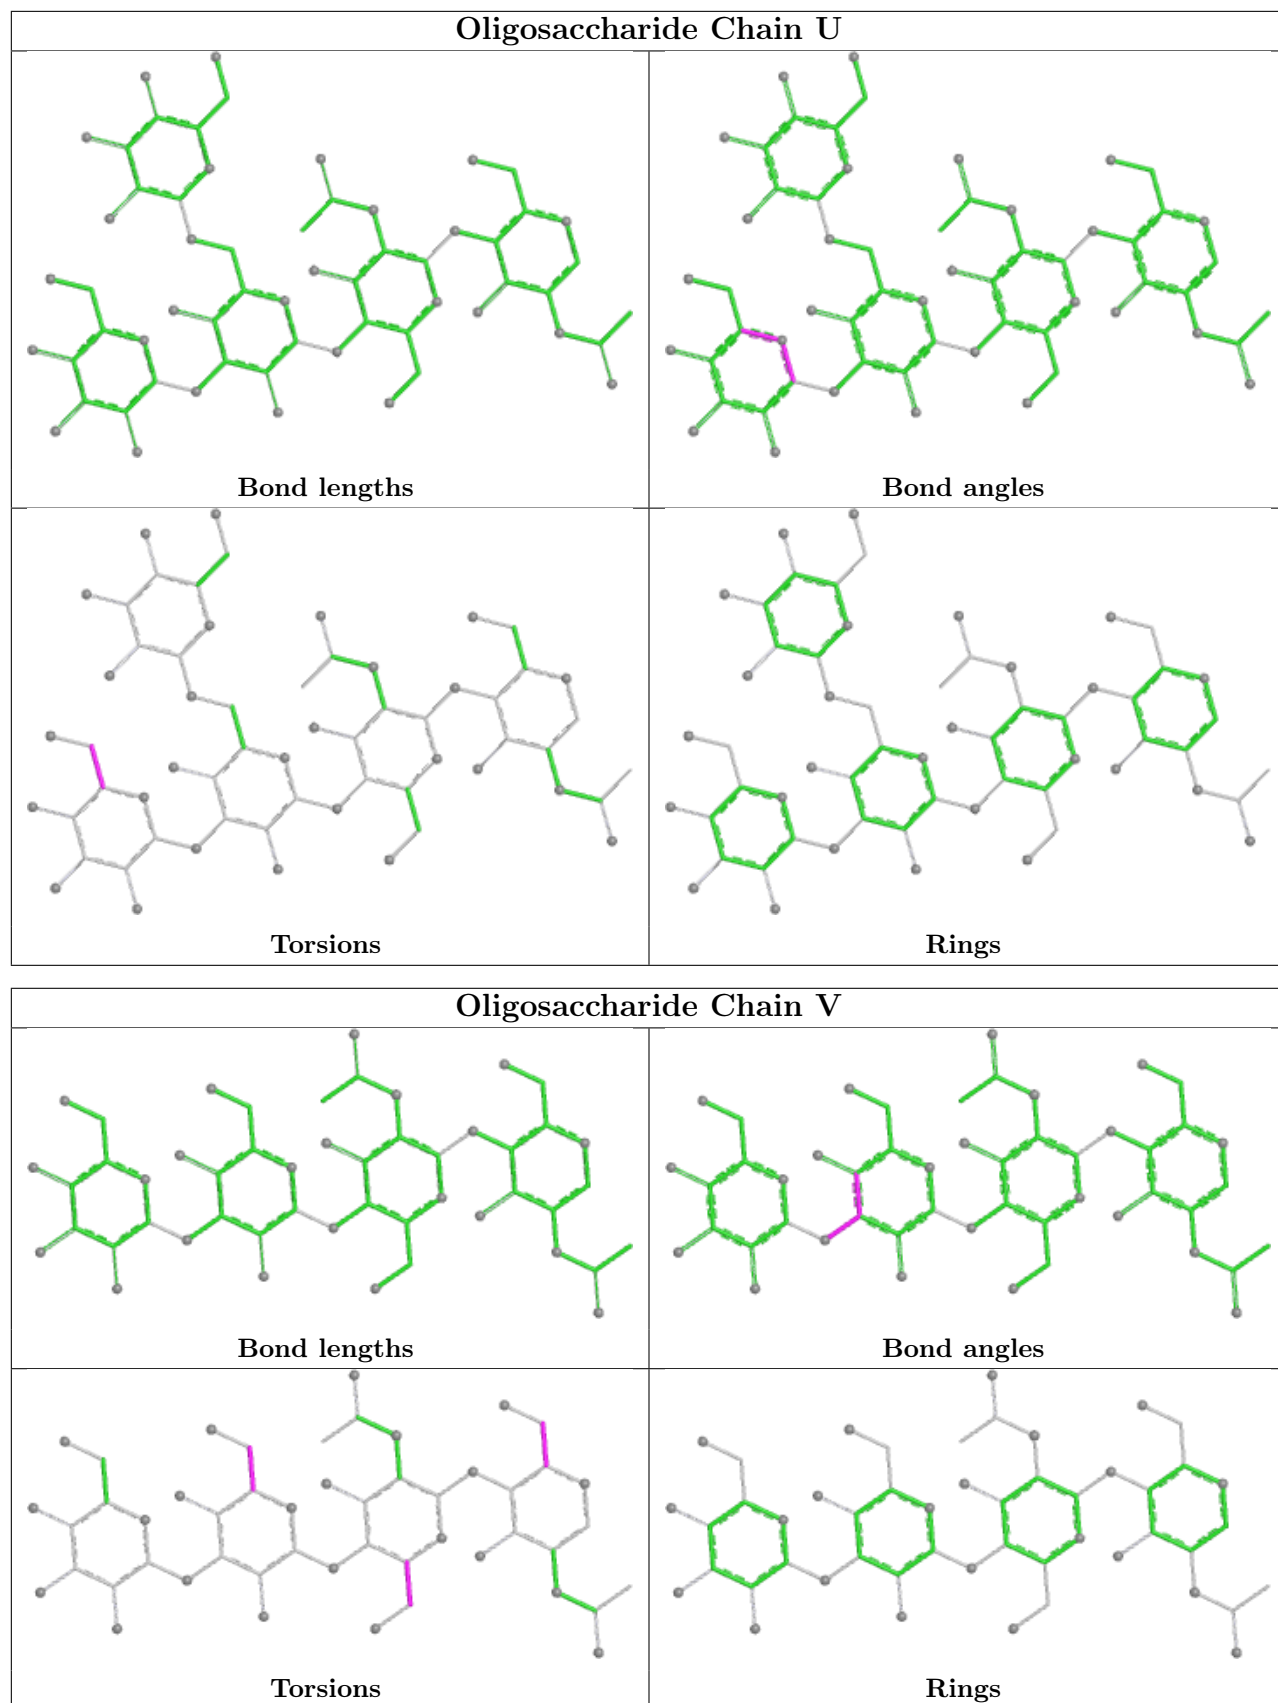 Oligosaccharide Chain U
Bond lengths
Bond angles
Torsions
Rings
Oligosaccharide Chain V
Bond lengths
Bond angles
Torsions
Rings